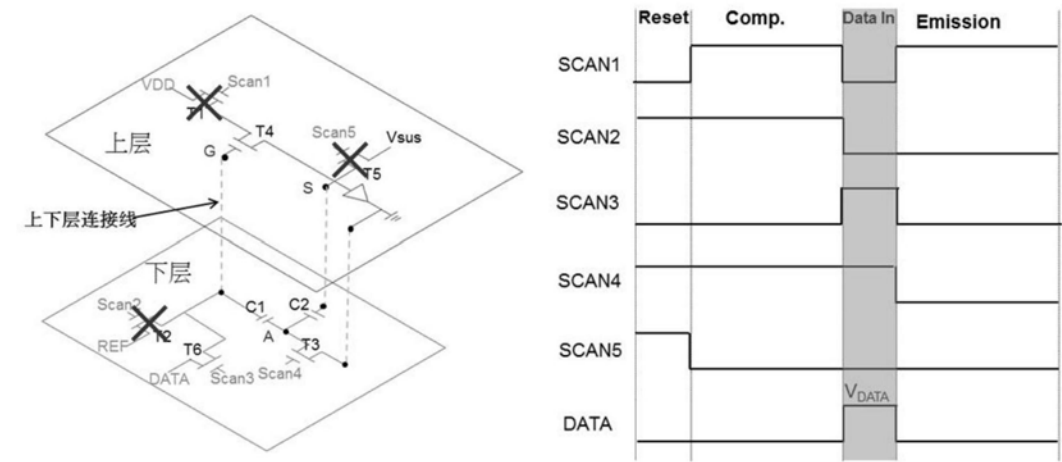 VDD
Scan1
T1
上层
T4
G
Scan5
Vsus
T5
S
上下层连接线
下层
Scan2
REF
T2
C1
C2
A
T6
T3
DATA
Scan3
Scan4
Reset Comp. Data In Emission
SCAN1
SCAN2
SCAN3
SCAN4
SCAN5
VDATA
DATA